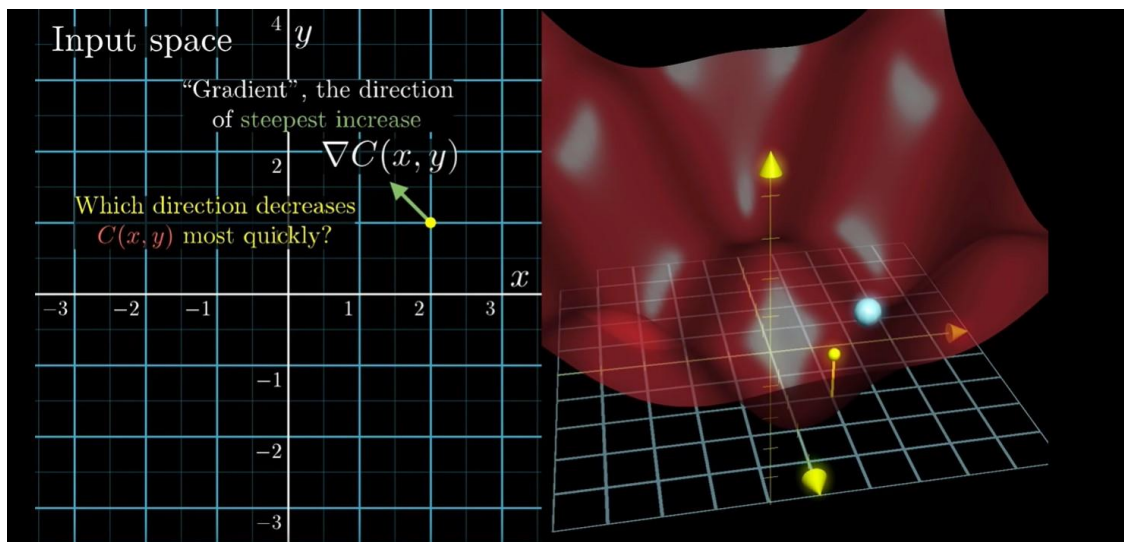 Input space
4
y
“Gradient”, the direction
of steepest increase
∇C(x, y)
2
Which direction decreases
C(x, y) most quickly?
x
−3 −2 −1 1 2 3
−1
−2
−3